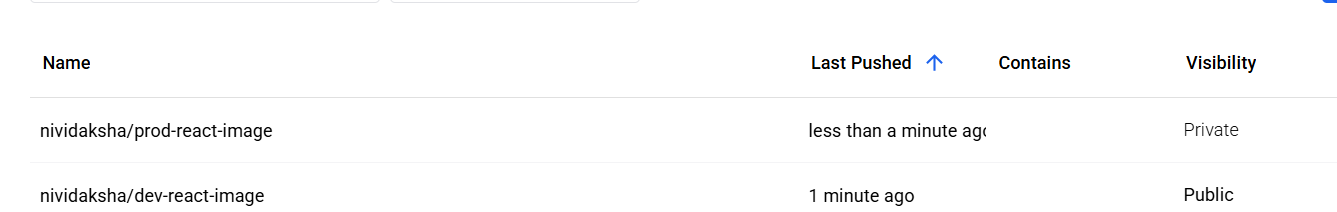 Name Last Pushed Contains Visibility
nividaksha/prod-react-image less than a minute ago Private
nividaksha/dev-react-image 1 minute ago Public